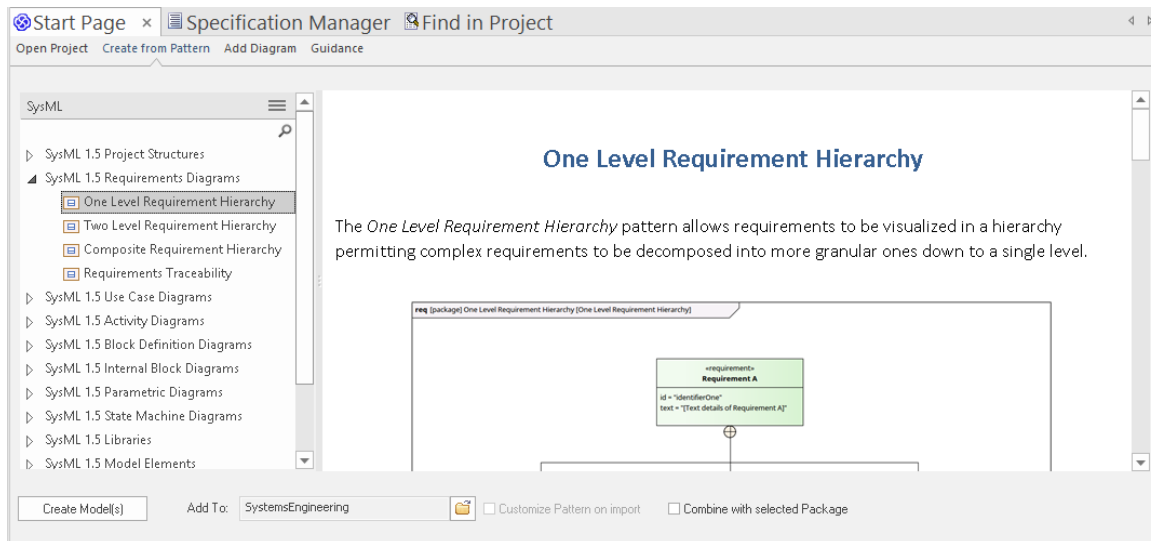 Start Page × Specification Manager Find in Project
Open Project Create from Pattern Add Diagram Guidance
SysML
SysML 1.5 Project Structures
SysML 1.5 Requirements Diagrams
One Level Requirement Hierarchy
Two Level Requirement Hierarchy
Composite Requirement Hierarchy
Requirements Traceability
SysML 1.5 Use Case Diagrams
SysML 1.5 Activity Diagrams
SysML 1.5 Block Definition Diagrams
SysML 1.5 Internal Block Diagrams
SysML 1.5 Parametric Diagrams
SysML 1.5 State Machine Diagrams
SysML 1.5 Libraries
SysML 1.5 Model Elements
One Level Requirement Hierarchy
The One Level Requirement Hierarchy pattern allows requirements to be visualized in a hierarchy
permitting complex requirements to be decomposed into more granular ones down to a single level.
req [package] One Level Requirement Hierarchy [One Level Requirement Hierarchy]
«requirement»
Requirement A
id = "identifierOne"
text = "[Text details of Requirement A]"
Create Model(s) Add To: SystemsEngineering Customize Pattern on import Combine with selected Package